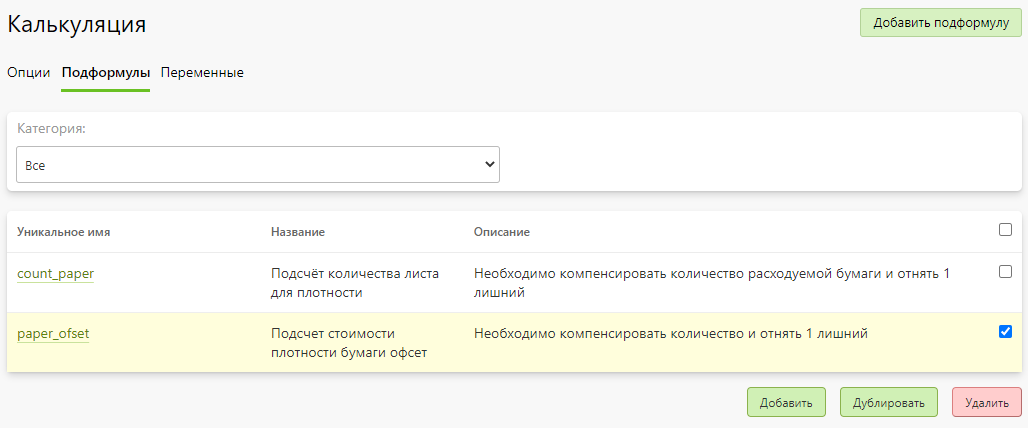 Калькуляция
Добавить подформулу
Опции Подформулы Переменные
Категория:
Все
Уникальное имя Название Описание
count_paper Подсчёт количества листа Необходимо компенсировать количество расходуемой бумаги и отнять 1
для плотности лишний
paper_ofset Подсчет стоимости Необходимо компенсировать количество и отнять 1 лишний
плотности бумаги офсет
Добавить Дублировать Удалить